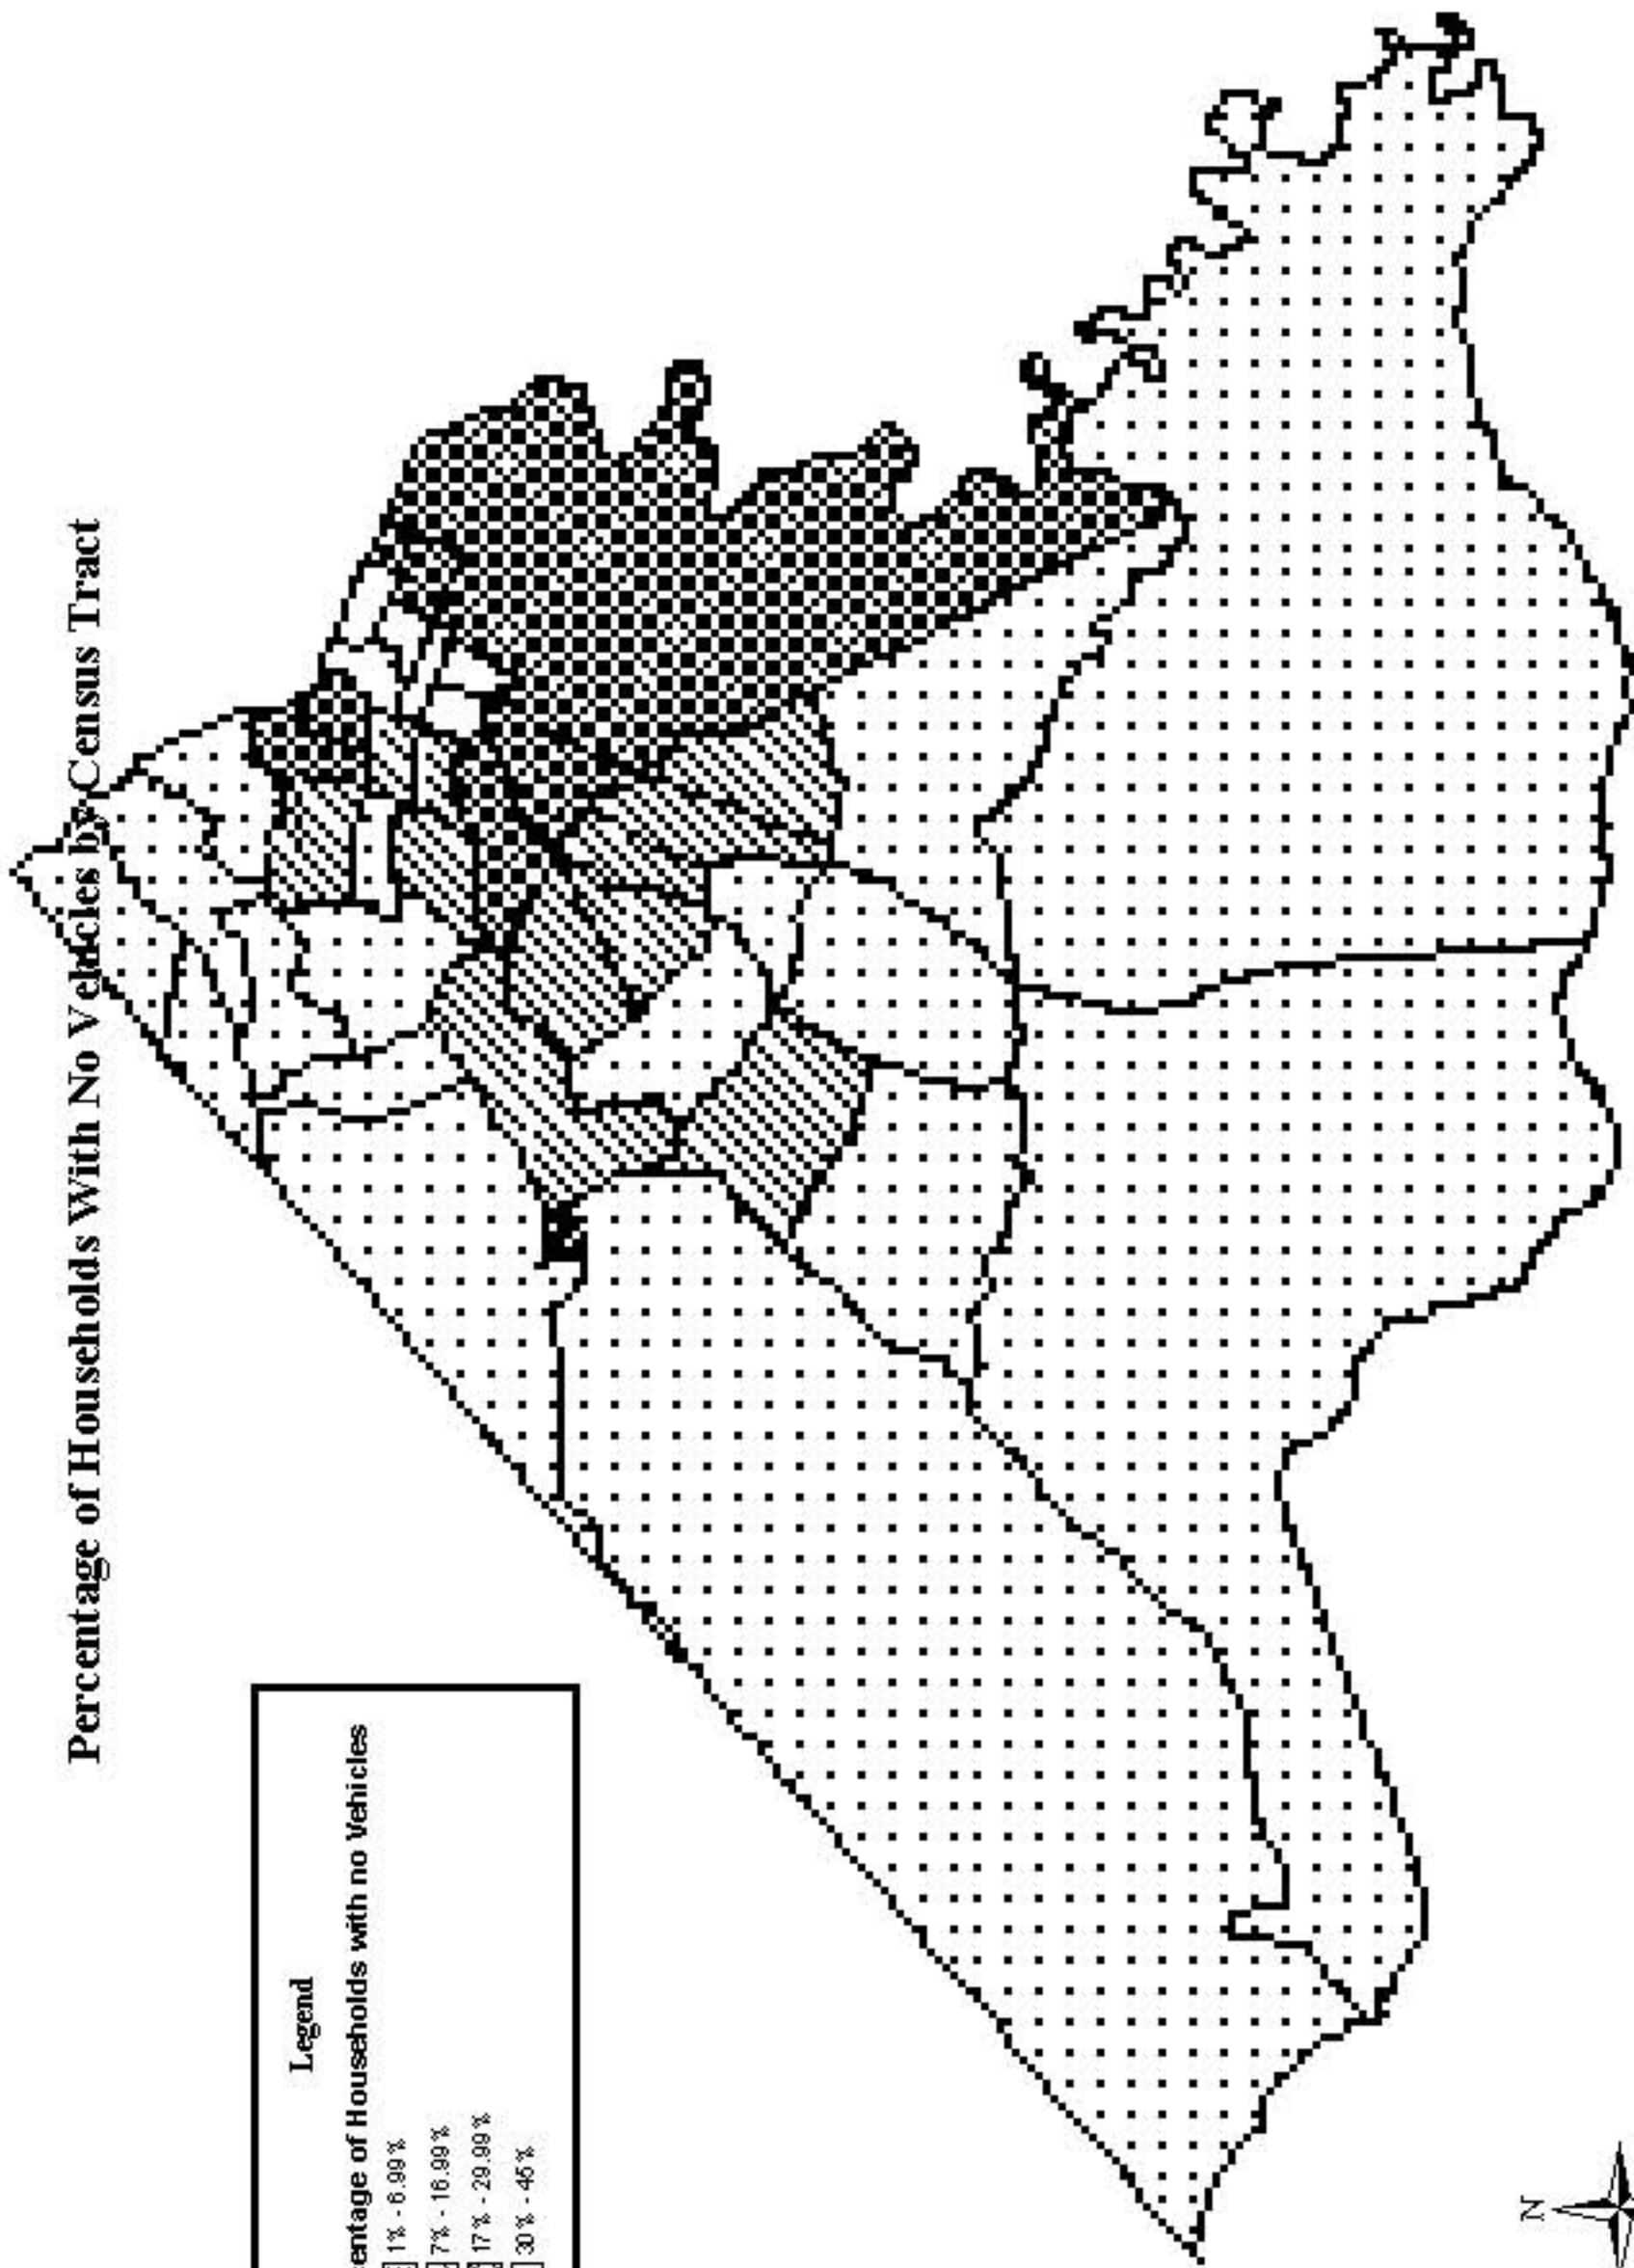 Percentage of Households With No Vehicles by Census Tract
Legend
centage of Households with no Vehicles
1% - 6.99%
7% - 16.99%
17% - 29.99%
30% - 45%
N